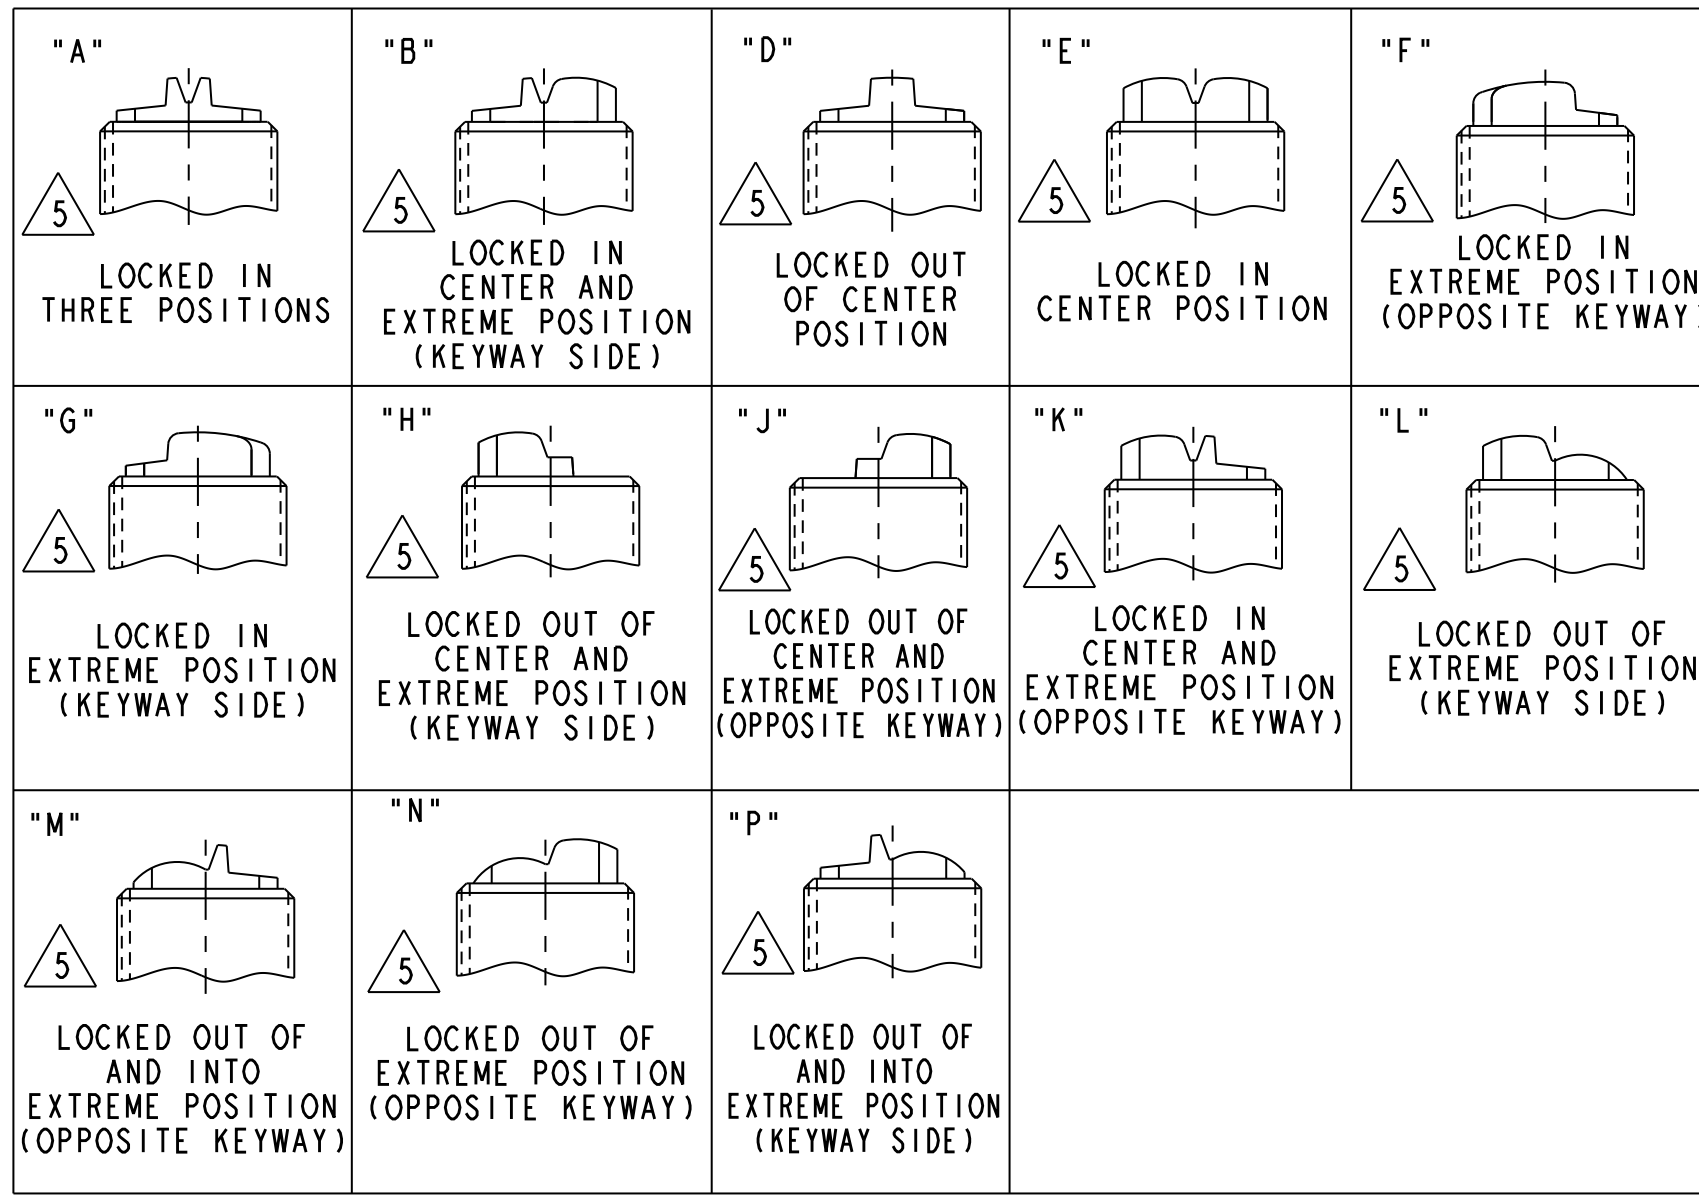 "A"
5
LOCKED IN
THREE POSITIONS
"B"
5
LOCKED IN
CENTER AND
EXTREME POSITION
(KEYWAY SIDE)
"D"
5
LOCKED OUT
OF CENTER
POSITION
"E"
5
LOCKED IN
CENTER POSITION
"F"
5
LOCKED IN
EXTREME POSITION
(OPPOSITE KEYWAY)
"G"
5
LOCKED IN
EXTREME POSITION
(KEYWAY SIDE)
"H"
5
LOCKED OUT OF
CENTER AND
EXTREME POSITION
(KEYWAY SIDE)
"J"
5
LOCKED OUT OF
CENTER AND
EXTREME POSITION
(OPPOSITE KEYWAY)
"K"
5
LOCKED IN
CENTER AND
EXTREME POSITION
(OPPOSITE KEYWAY)
"L"
5
LOCKED OUT OF
EXTREME POSITION
(KEYWAY SIDE)
"M"
5
LOCKED OUT OF
AND INTO
EXTREME POSITION
(OPPOSITE KEYWAY)
"N"
5
LOCKED OUT OF
EXTREME POSITION
(OPPOSITE KEYWAY)
"P"
5
LOCKED OUT OF
AND INTO
EXTREME POSITION
(KEYWAY SIDE)